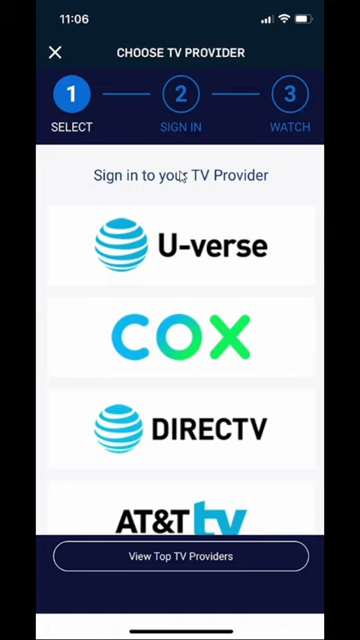 11:06
CHOOSE TV PROVIDER
1
2
3
SELECT
SIGN IN
WATCH
Sign in to your TV Provider
U-verse
COX
DIRECTV
AT&T tv
View Top TV Providers